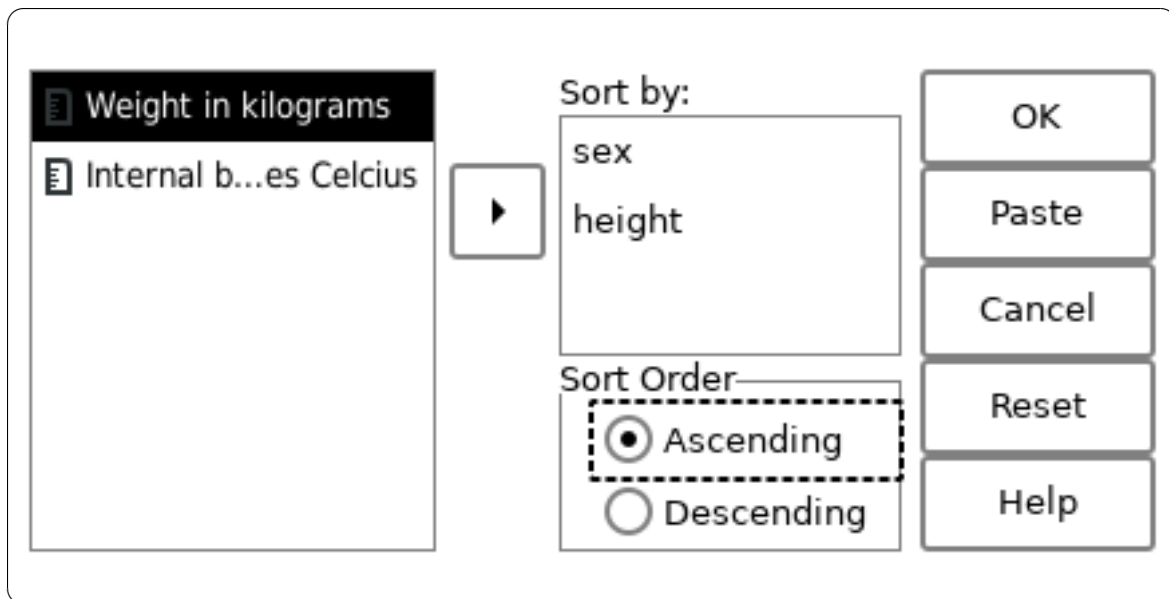 Weight in kilograms
Internal b...es Celcius
Sort by:
sex
height
Sort Order
Ascending
Descending
OK
Paste
Cancel
Reset
Help